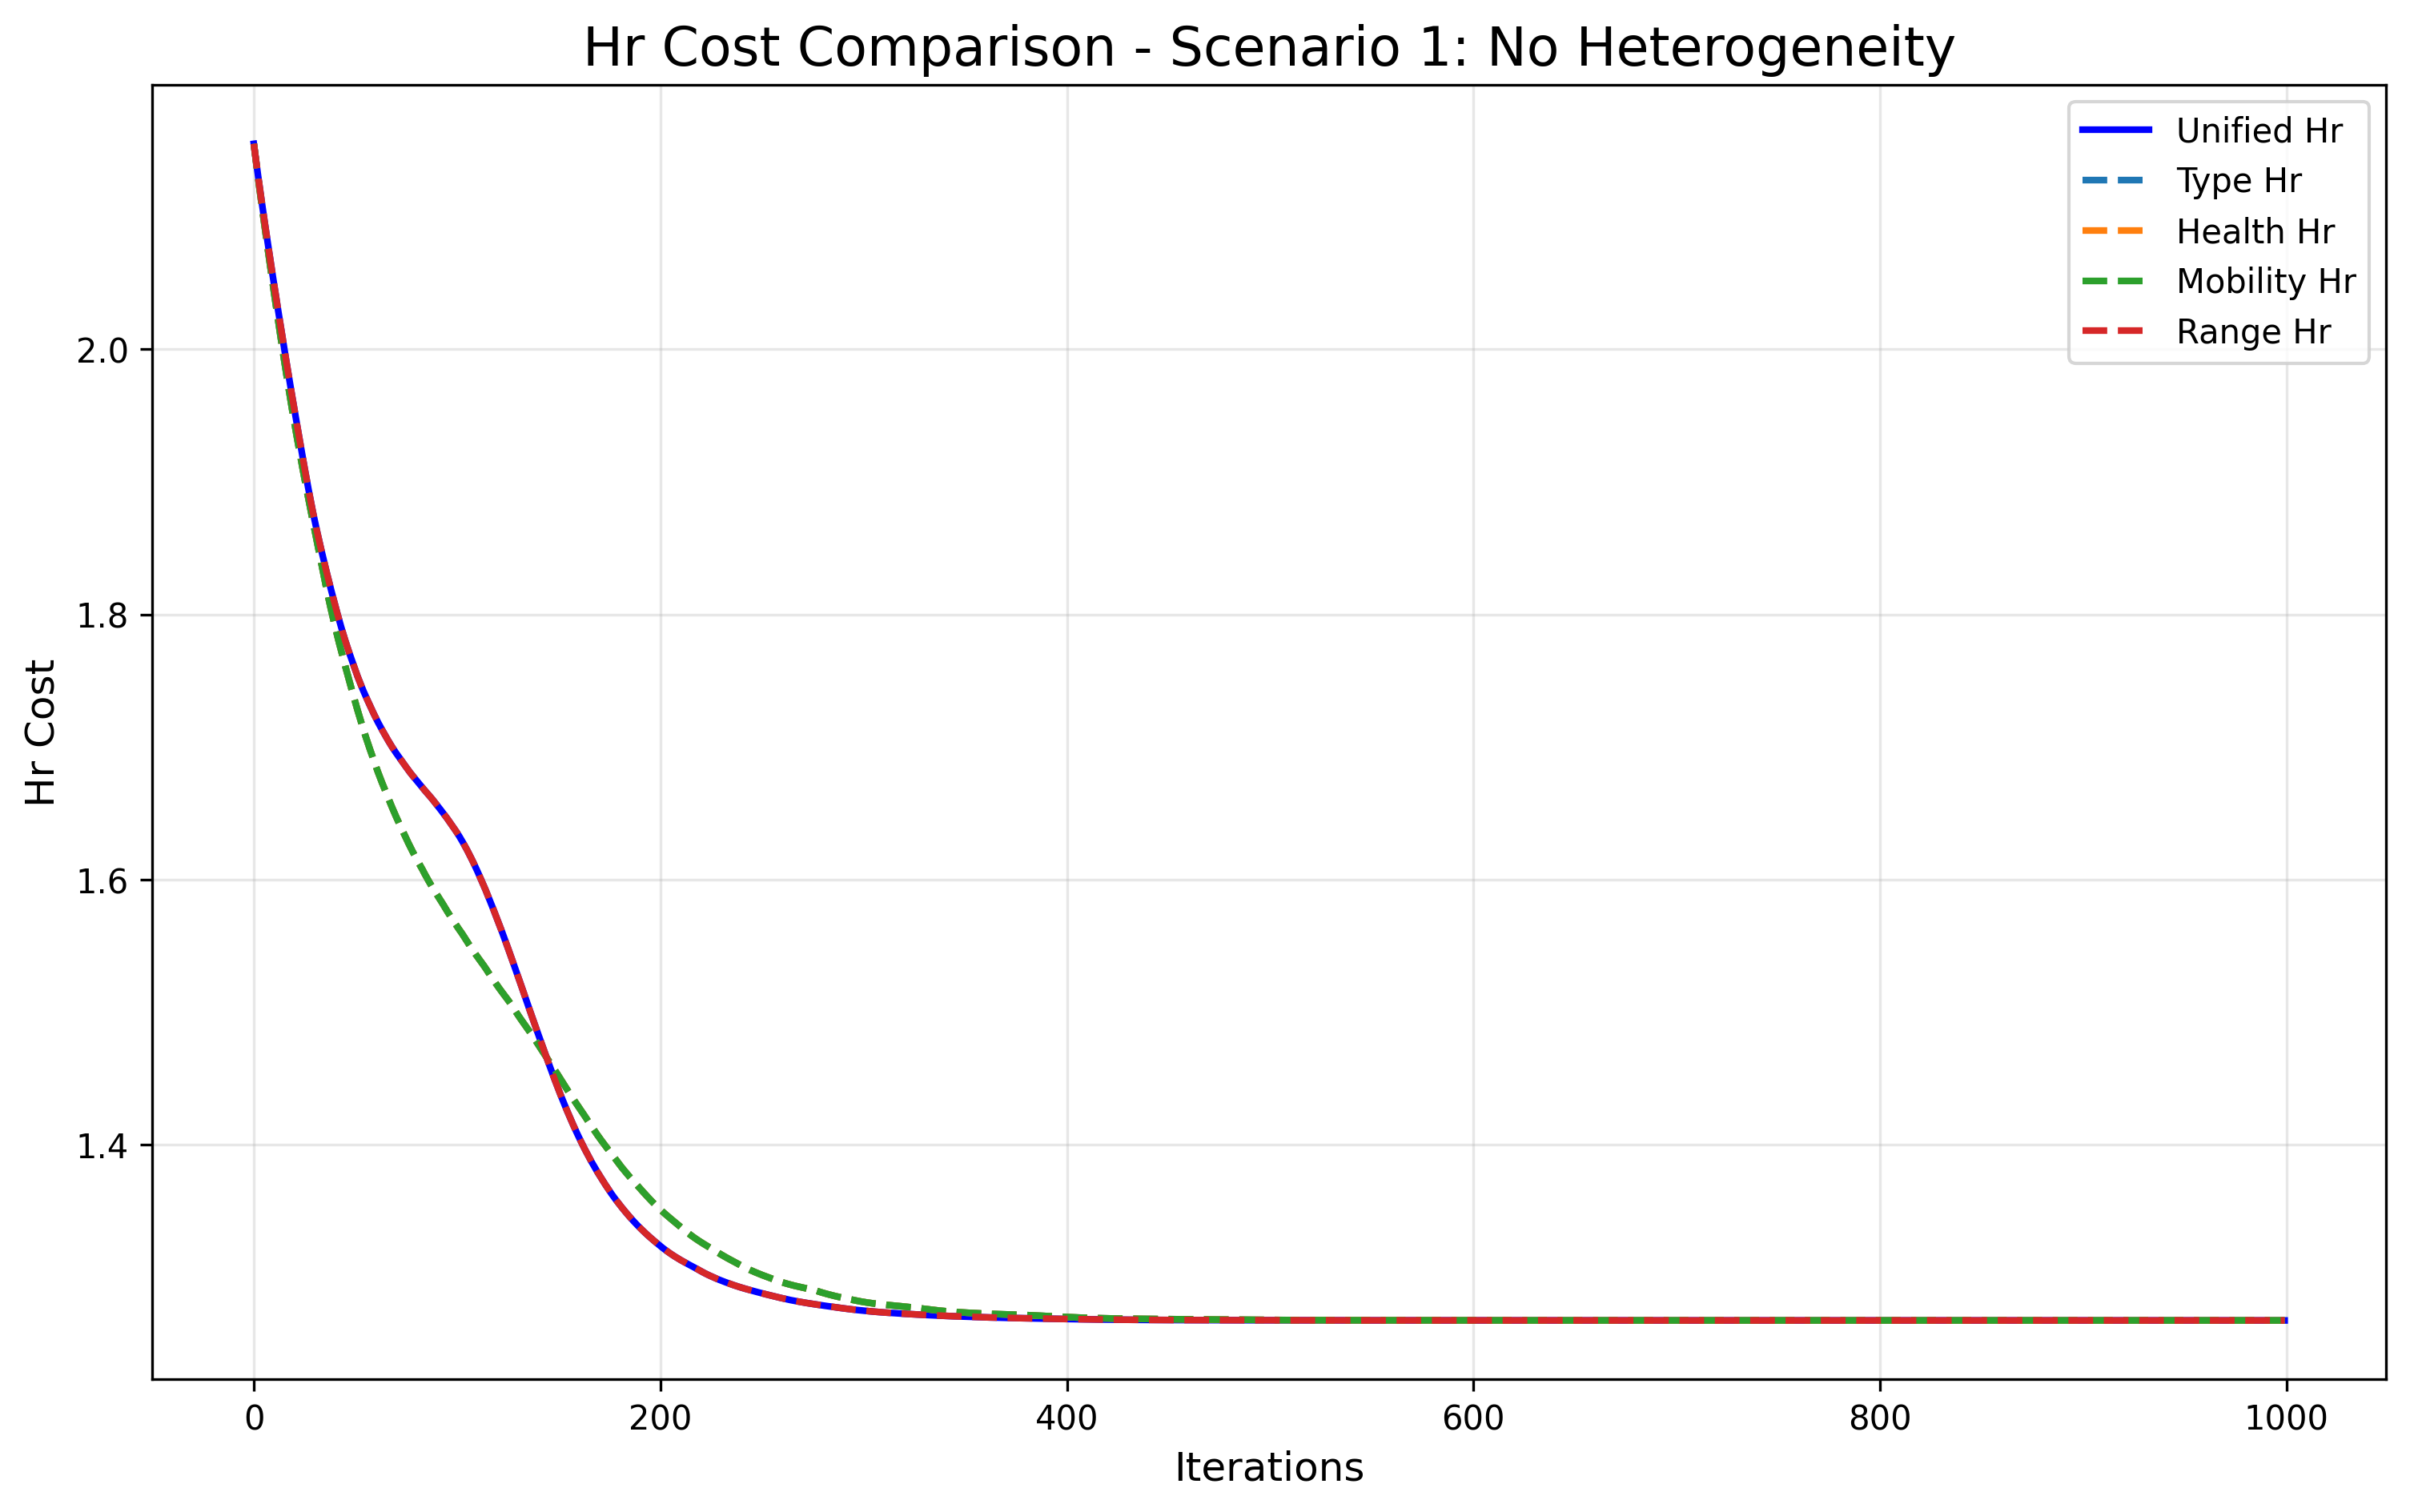 Hr Cost Comparison - Scenario 1: No Heterogeneity
Unified Hr
Type Hr
Health Hr
Mobility Hr
Range Hr
Hr Cost
2.0
1.8
1.6
1.4
0 200 400 600 800 1000
Iterations